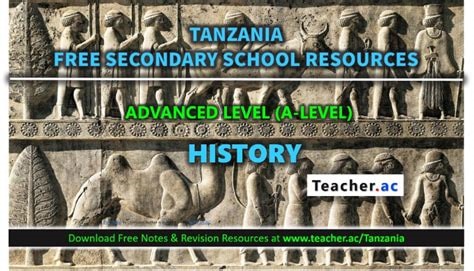 TANZANIA
FREE SECONDARY SCHOOL RESOURCES
ADVANCED LEVEL (A-LEVEL)
HISTORY
Teacher.ac
Download Free Notes & Revision Resources at www.teacher.ac/Tanzania